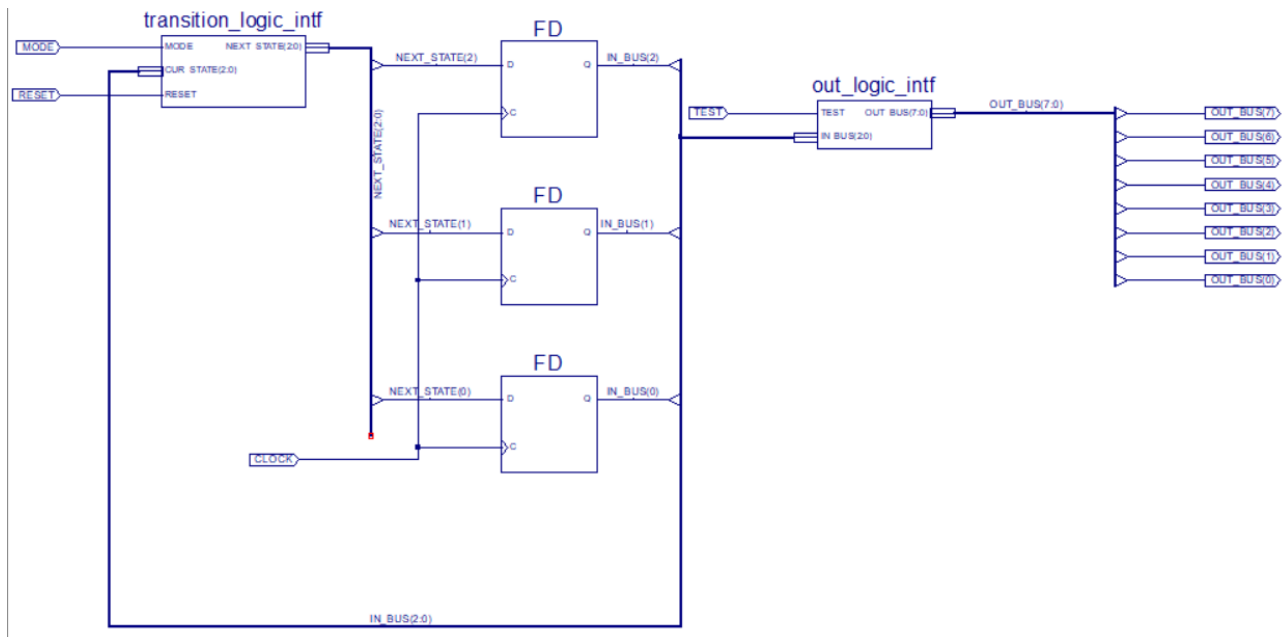 transition_logic_intf
MODE
MODE
NEXT STATE(2:0)
CUR STATE(2:0)
RESET
RESET
NEXT_STATE(2:0)
NEXT_STATE(2)
FD
D
Q
C
IN_BUS(2)
NEXT_STATE(1)
FD
D
Q
C
IN_BUS(1)
NEXT_STATE(0)
FD
D
Q
C
IN_BUS(0)
CLOCK
IN_BUS(2:0)
out_logic_intf
TEST
TEST
OUT BUS(7:0)
IN BUS(2:0)
OUT_BUS(7:0)
OUT_BUS(7)
OUT_BUS(6)
OUT_BUS(5)
OUT_BUS(4)
OUT_BUS(3)
OUT_BUS(2)
OUT_BUS(1)
OUT_BUS(0)